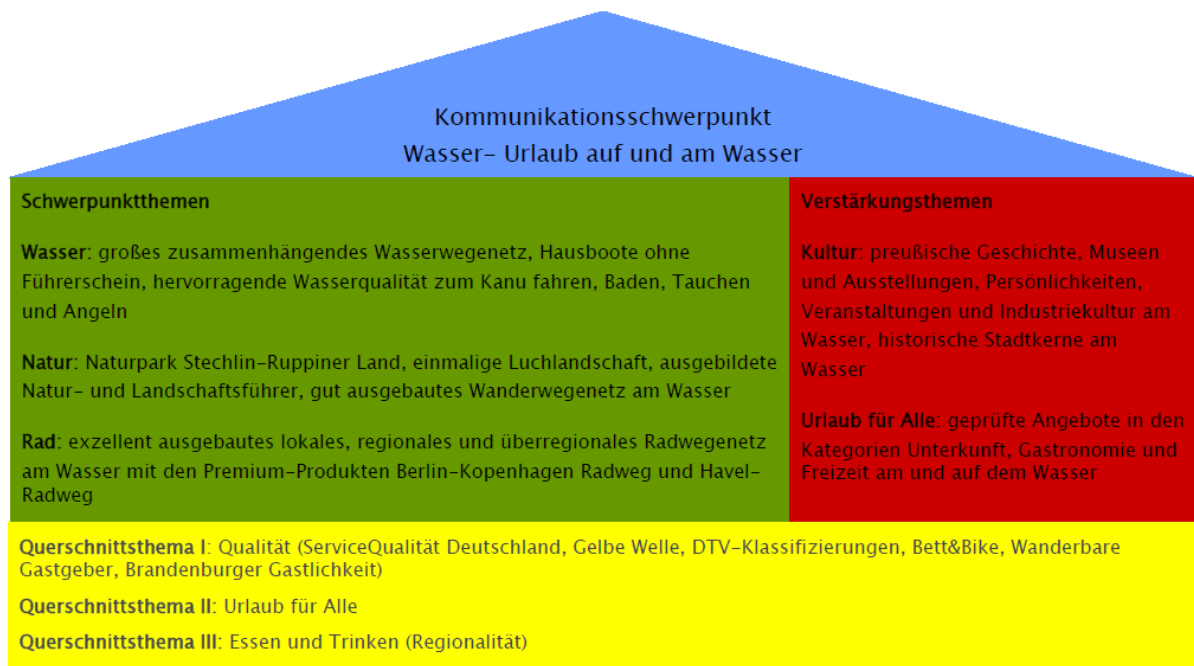 Kommunikationsschwerpunkt
Wasser- Urlaub auf und am Wasser
Schwerpunktthemen
Wasser: großes zusammenhängendes Wasserwegenetz, Hausboote ohne
Führerschein, hervorragende Wasserqualität zum Kanu fahren, Baden, Tauchen
und Angeln
Natur: Naturpark Stechlin-Ruppiner Land, einmalige Luchlandschaft, ausgebildete
Natur- und Landschaftsführer, gut ausgebautes Wanderwegenetz am Wasser
Rad: exzellent ausgebautes lokales, regionales und überregionales Radwegenetz
am Wasser mit den Premium-Produkten Berlin-Kopenhagen Radweg und Havel-
Radweg
Verstärkungsthemen
Kultur: preußische Geschichte, Museen
und Ausstellungen, Persönlichkeiten,
Veranstaltungen und Industriekultur am
Wasser, historische Stadtkerne am
Wasser
Urlaub für Alle: geprüfte Angebote in den
Kategorien Unterkunft, Gastronomie und
Freizeit am und auf dem Wasser
Querschnittsthema I: Qualität (ServiceQualität Deutschland, Gelbe Welle, DTV-Klassifizierungen, Bett&Bike, Wanderbare
Gastgeber, Brandenburger Gastlichkeit)
Querschnittsthema II: Urlaub für Alle
Querschnittsthema III: Essen und Trinken (Regionalität)